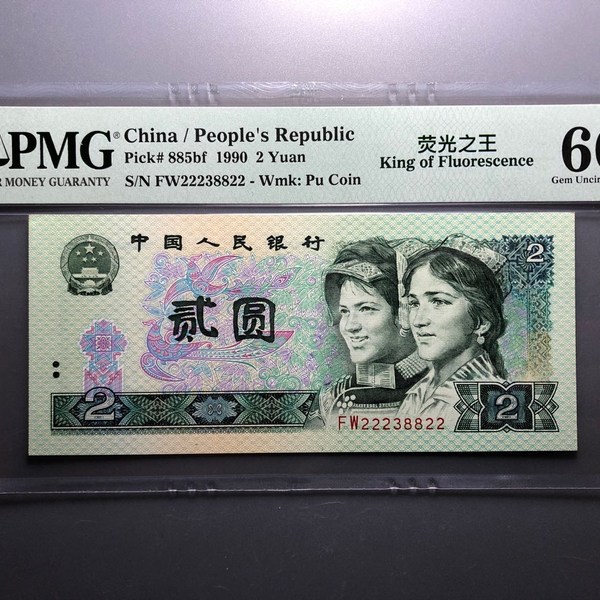 PMG®
MONEY GUARANTY
China / People's Republic
Pick# 885bf 1990 2 Yuan
S/N FW22238822 - Wmk: Pu Coin
荧光之王
King of Fluorescence
Gem Uncir
中国人民银行
贰圆
2
2
2
FW22238822